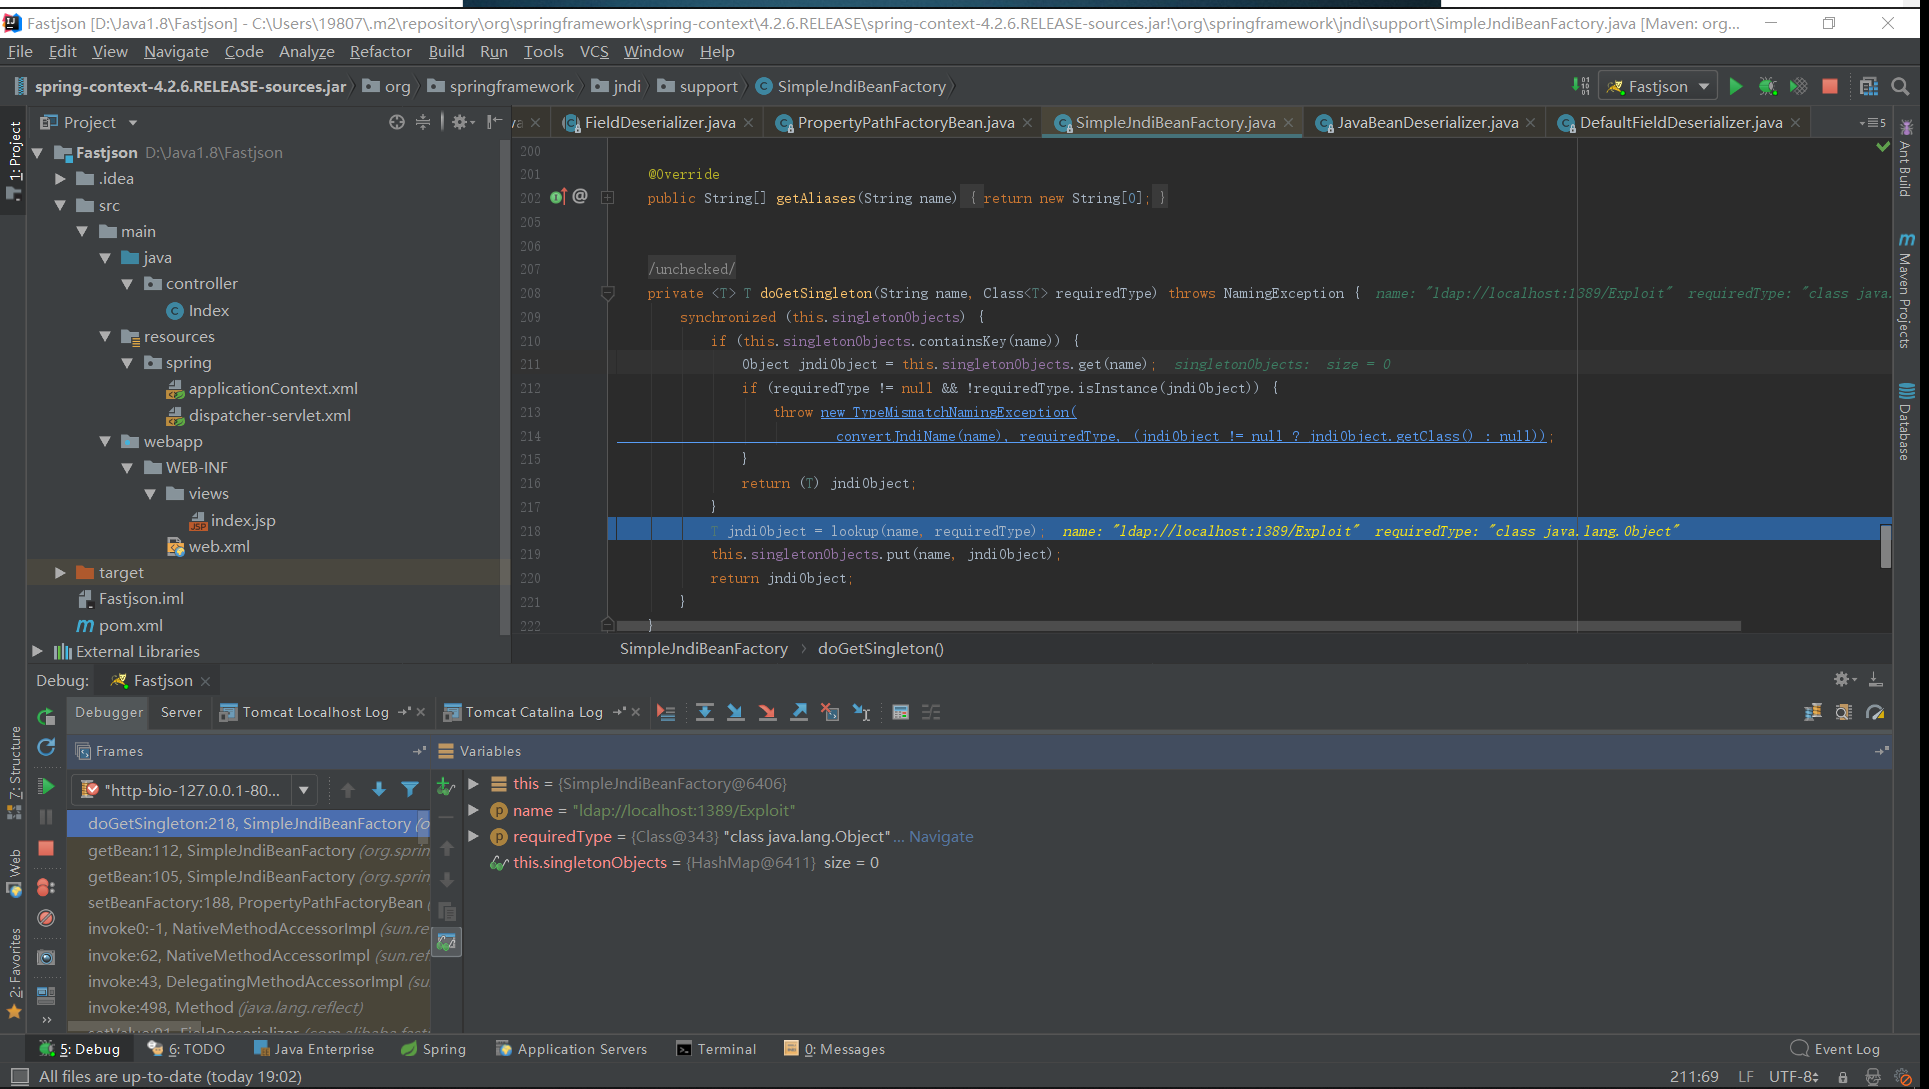 Fastjson [D:\Java1.8\Fastjson] - C:\Users\19807\.m2\repository\org\springframework\spring-context\4.2.6.RELEASE\spring-context-4.2.6.RELEASE-sources.jar!\org\springframework\jndi\support\SimpleJndiBeanFactory.java [Maven: org...
File Edit View Navigate Code Analyze Refactor Build Run Tools VCS Window Help
spring-context-4.2.6.RELEASE-sources.jar org springframework jndi support SimpleJndiBeanFactory Fastjson
Project
va FieldDeserializer.java PropertyPathFactoryBean.java SimpleJndiBeanFactory.java JavaBeanDeserializer.java DefaultFieldDeserializer.java 5
1: Project
Z: Structure
Web
2: Favorites
Fastjson D:\Java1.8\Fastjson
.idea
src
main
java
controller
Index
resources
spring
applicationContext.xml
dispatcher-servlet.xml
webapp
WEB-INF
views
index.jsp
web.xml
target
Fastjson.iml
pom.xml
External Libraries
200
201 @Override
202 @ public String[] getAliases(String name) { return new String[0]; }
205
206
207 /unchecked/
208 private <T> T doGetSingleton(String name, Class<T> requiredType) throws NamingException { name: "ldap://localhost:1389/Exploit" requiredType: "class java.
209 synchronized (this.singletonObjects) {
210 if (this.singletonObjects.containsKey(name)) {
211 Object jndiObject = this.singletonObjects.get(name); singletonObjects: size = 0
212 if (requiredType != null && !requiredType.isInstance(jndiObject)) {
213 throw new TypeMismatchNamingException(
214 convertJndiName(name), requiredType, (jndiObject != null ? jndiObject.getClass() : null));
215 }
216 return (T) jndiObject;
217 }
218 T jndiObject = lookup(name, requiredType); name: "ldap://localhost:1389/Exploit" requiredType: "class java.lang.Object"
219 this.singletonObjects.put(name, jndiObject);
220 return jndiObject;
221 }
222 }
SimpleJndiBeanFactory › doGetSingleton()
Ant Build
Maven Projects
Database
Debug: Fastjson
Debugger Server Tomcat Localhost Log Tomcat Catalina Log
Frames
"http-bio-127.0.0.1-80...
doGetSingleton:218, SimpleJndiBeanFactory (o
getBean:112, SimpleJndiBeanFactory (org.sprin
getBean:105, SimpleJndiBeanFactory (org.sprin
setBeanFactory:188, PropertyPathFactoryBean (
invoke0:-1, NativeMethodAccessorImpl (sun.re
invoke:62, NativeMethodAccessorImpl (sun.ref
invoke:43, DelegatingMethodAccessorImpl (su
invoke:498, Method (java.lang.reflect)
Variables
this = {SimpleJndiBeanFactory@6406}
name = "ldap://localhost:1389/Exploit"
requiredType = {Class@343} "class java.lang.Object"... Navigate
this.singletonObjects = {HashMap@6411} size = 0
5: Debug 6: TODO Java Enterprise Spring Application Servers Terminal 0: Messages Event Log
All files are up-to-date (today 19:02) 211:69 LF UTF-8